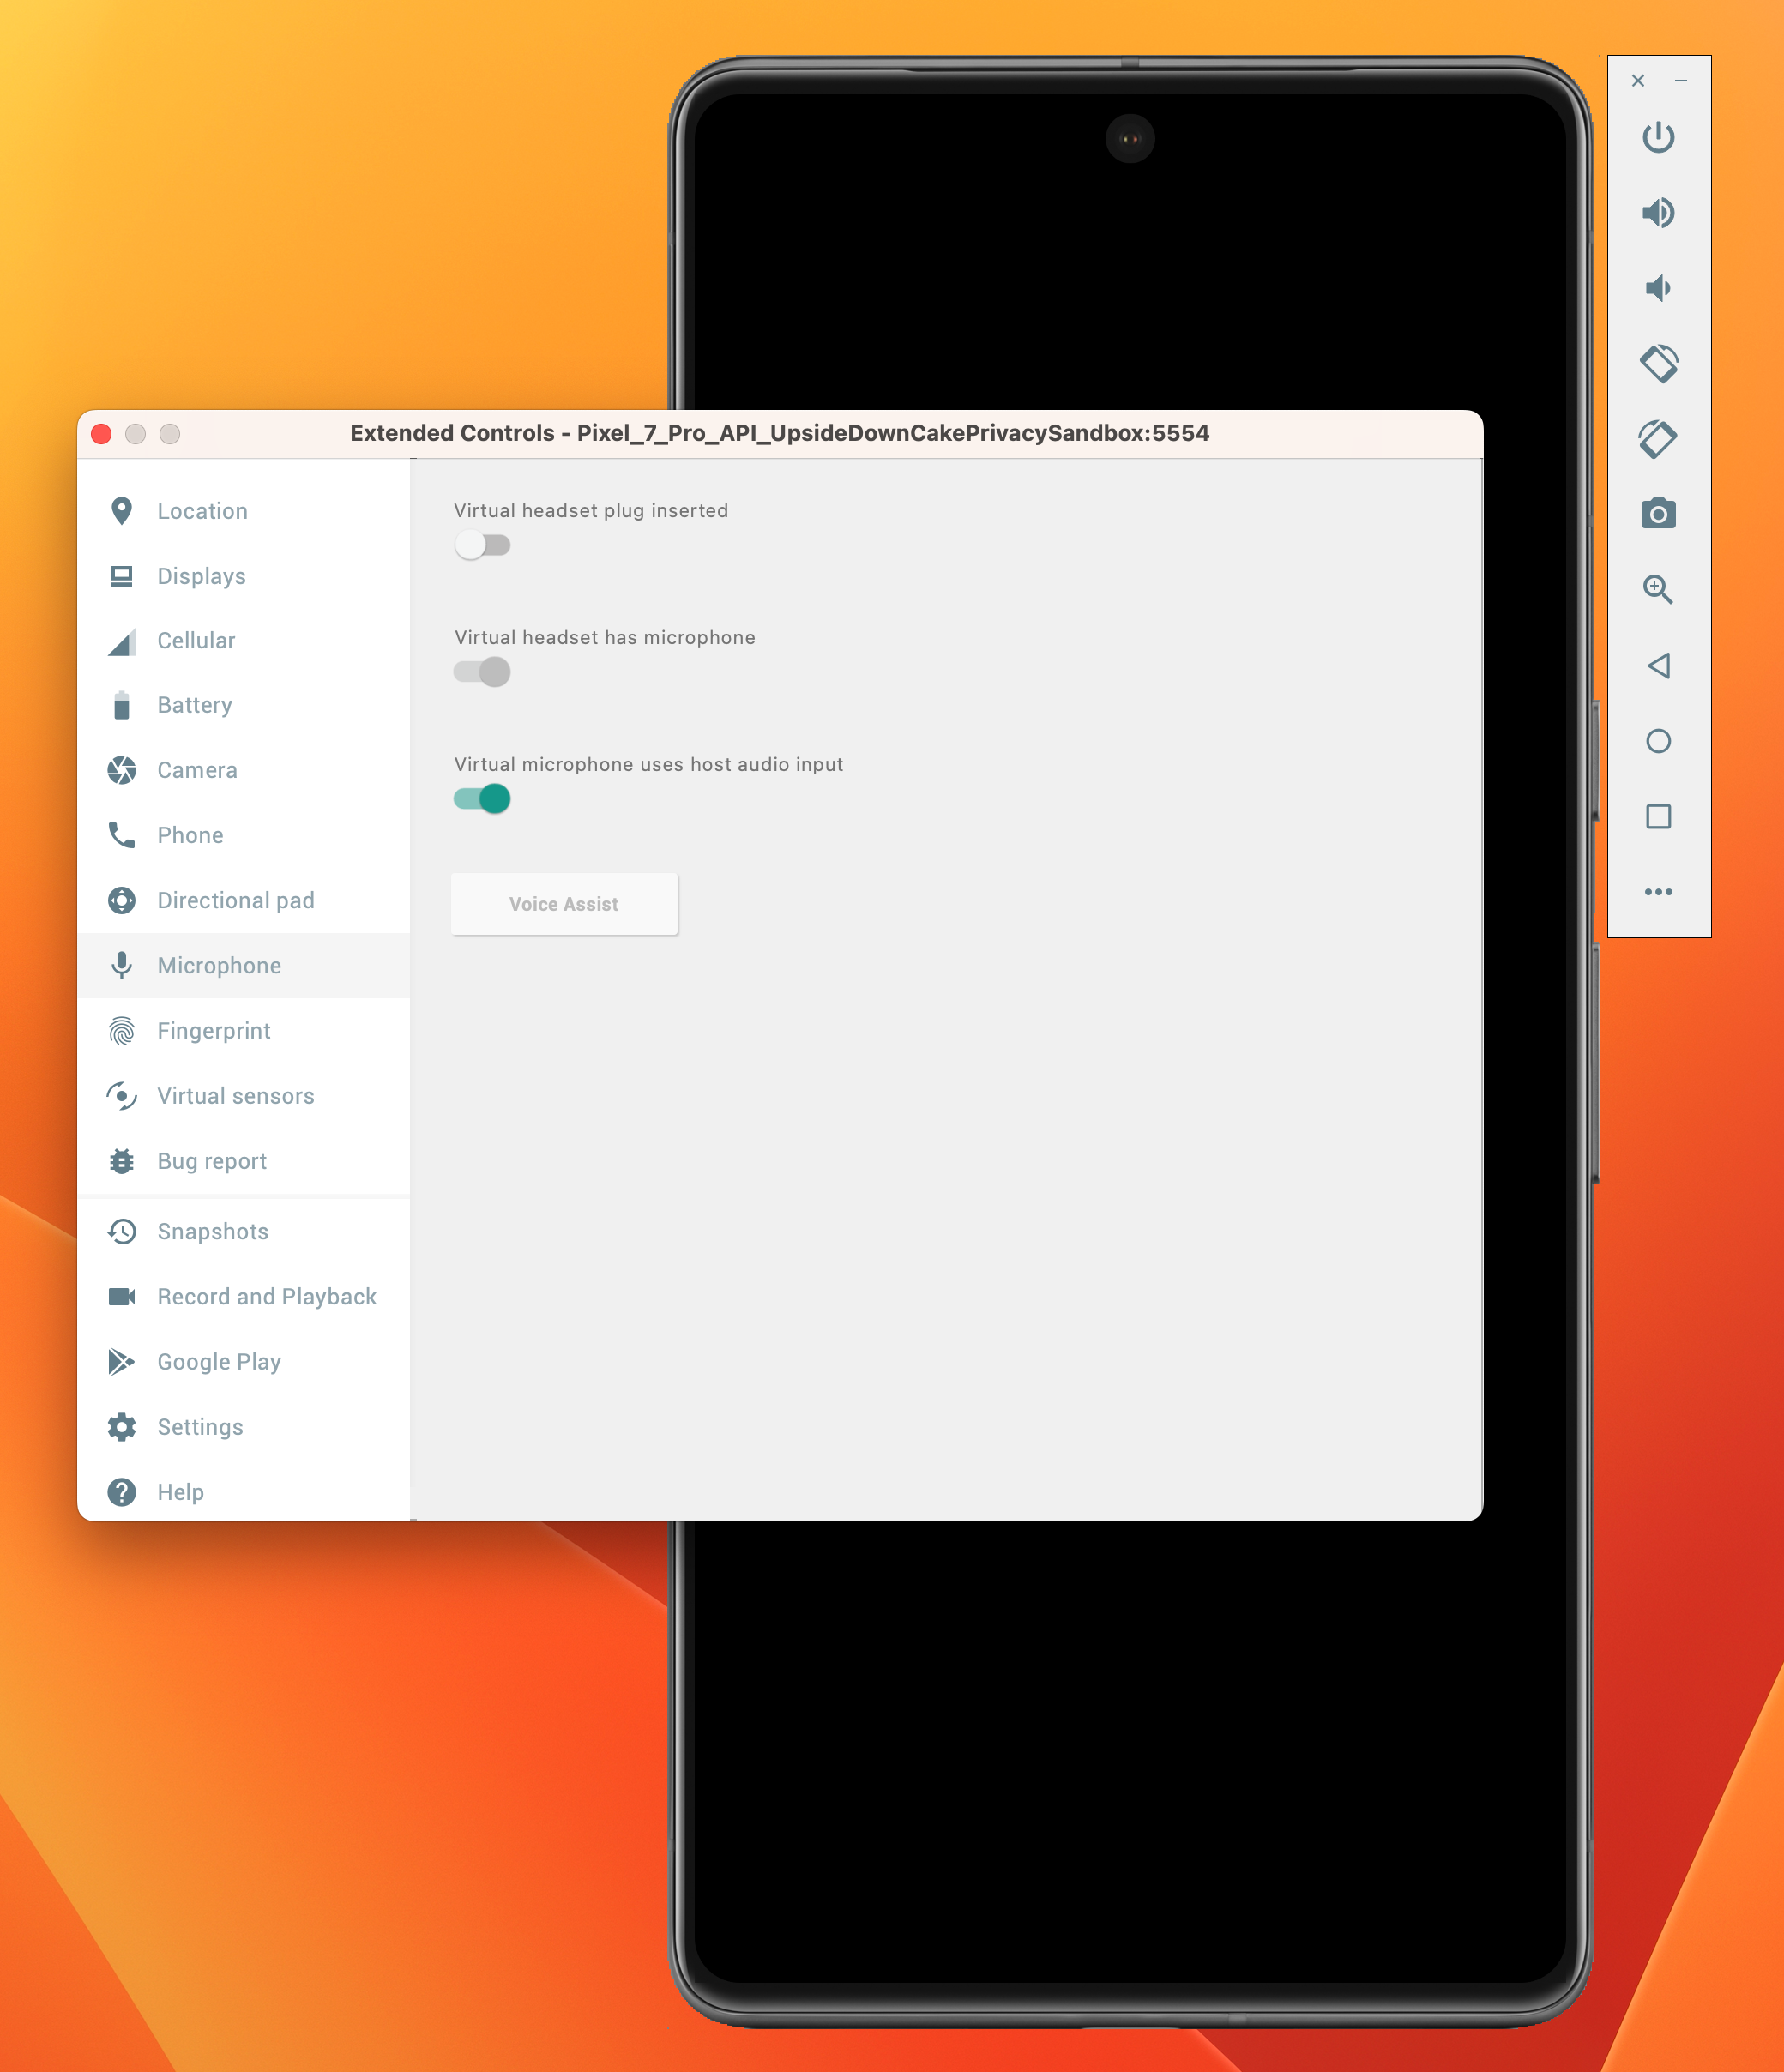 Extended Controls - Pixel_7_Pro_API_UpsideDownCakePrivacySandbox:5554
Location
Displays
Cellular
Battery
Camera
Phone
Directional pad
Microphone
Fingerprint
Virtual sensors
Bug report
Snapshots
Record and Playback
Google Play
Settings
Help
Virtual headset plug inserted
Virtual headset has microphone
Virtual microphone uses host audio input
Voice Assist